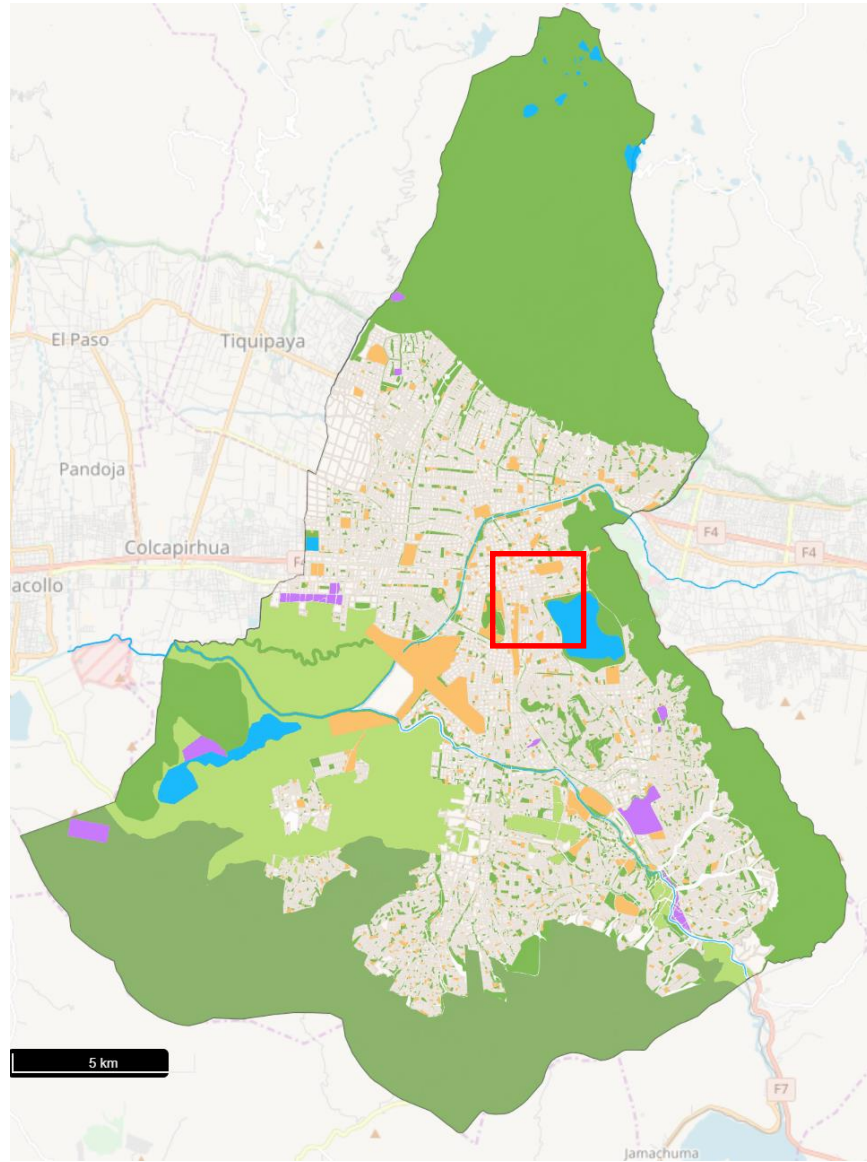 El Paso
Tiquipaya
Pandoja
Colcapirhua
F4
F4
F4
acollo
5 km
F7
Jamachuma